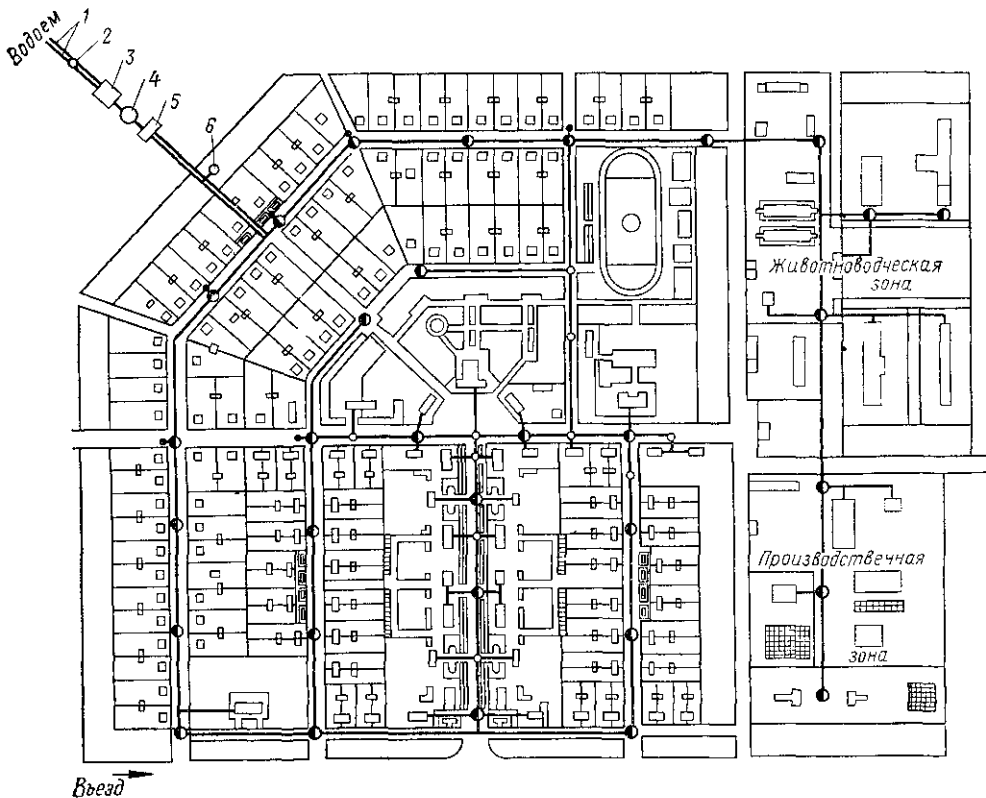 Водоем
1
2
3
4
5
6
Животноводческая
зона
Производственная
зона
Въезд